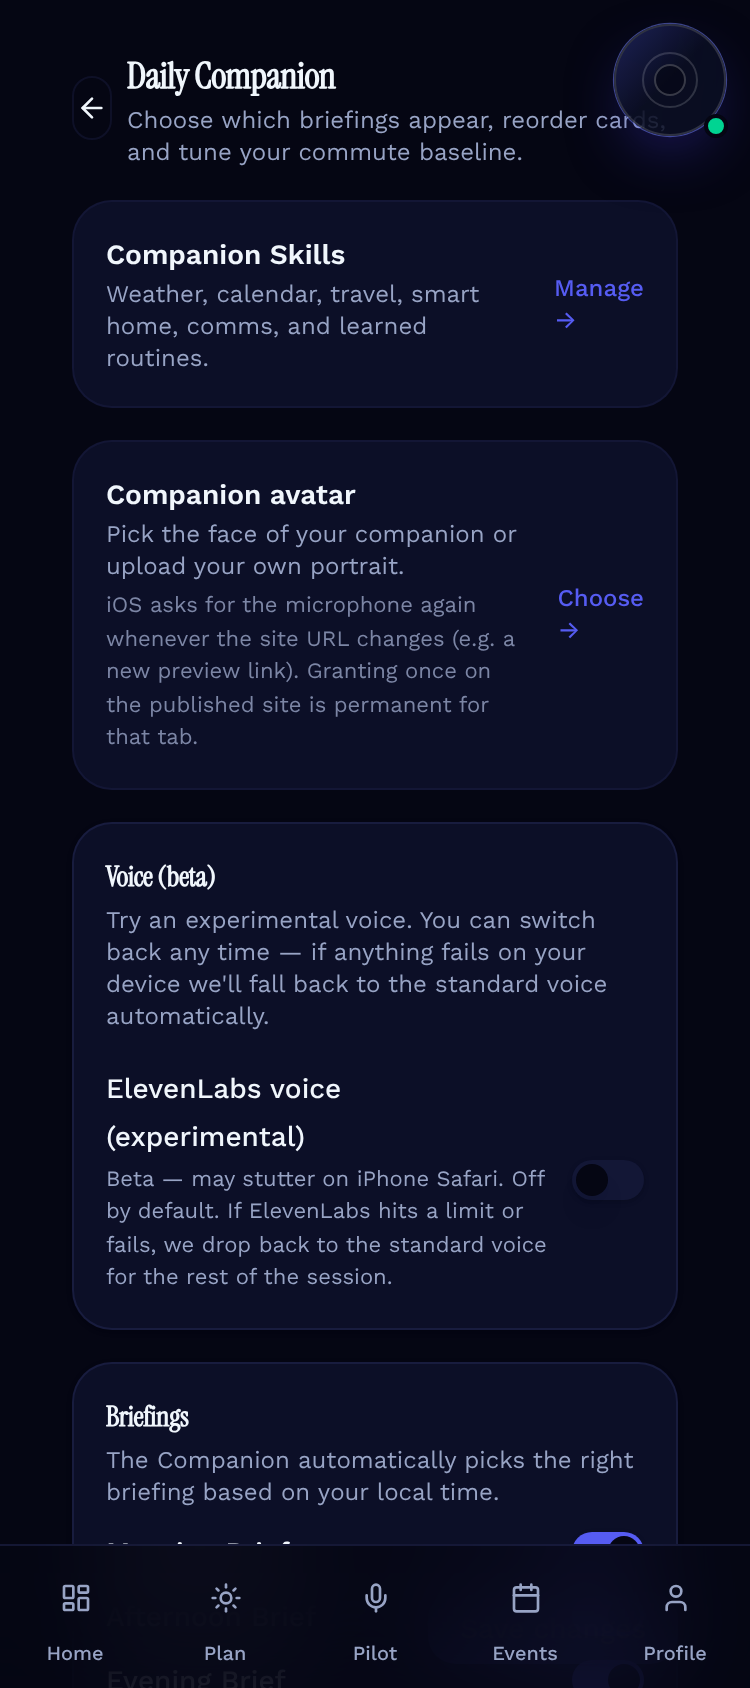 Daily Companion
Choose which briefings appear, reorder cards,
and tune your commute baseline.
Companion Skills
Weather, calendar, travel, smart
home, comms, and learned
routines.
Manage
→
Companion avatar
Pick the face of your companion or
upload your own portrait.
iOS asks for the microphone again
whenever the site URL changes (e.g. a
new preview link). Granting once on
the published site is permanent for
that tab.
Choose
→
Voice (beta)
Try an experimental voice. You can switch
back any time — if anything fails on your
device we'll fall back to the standard voice
automatically.
ElevenLabs voice
(experimental)
Beta — may stutter on iPhone Safari. Off
by default. If ElevenLabs hits a limit or
fails, we drop back to the standard voice
for the rest of the session.
Briefings
The Companion automatically picks the right
briefing based on your local time.
Afternoon Brief
Home
Plan
Pilot
Events
Profile
Evening Brief